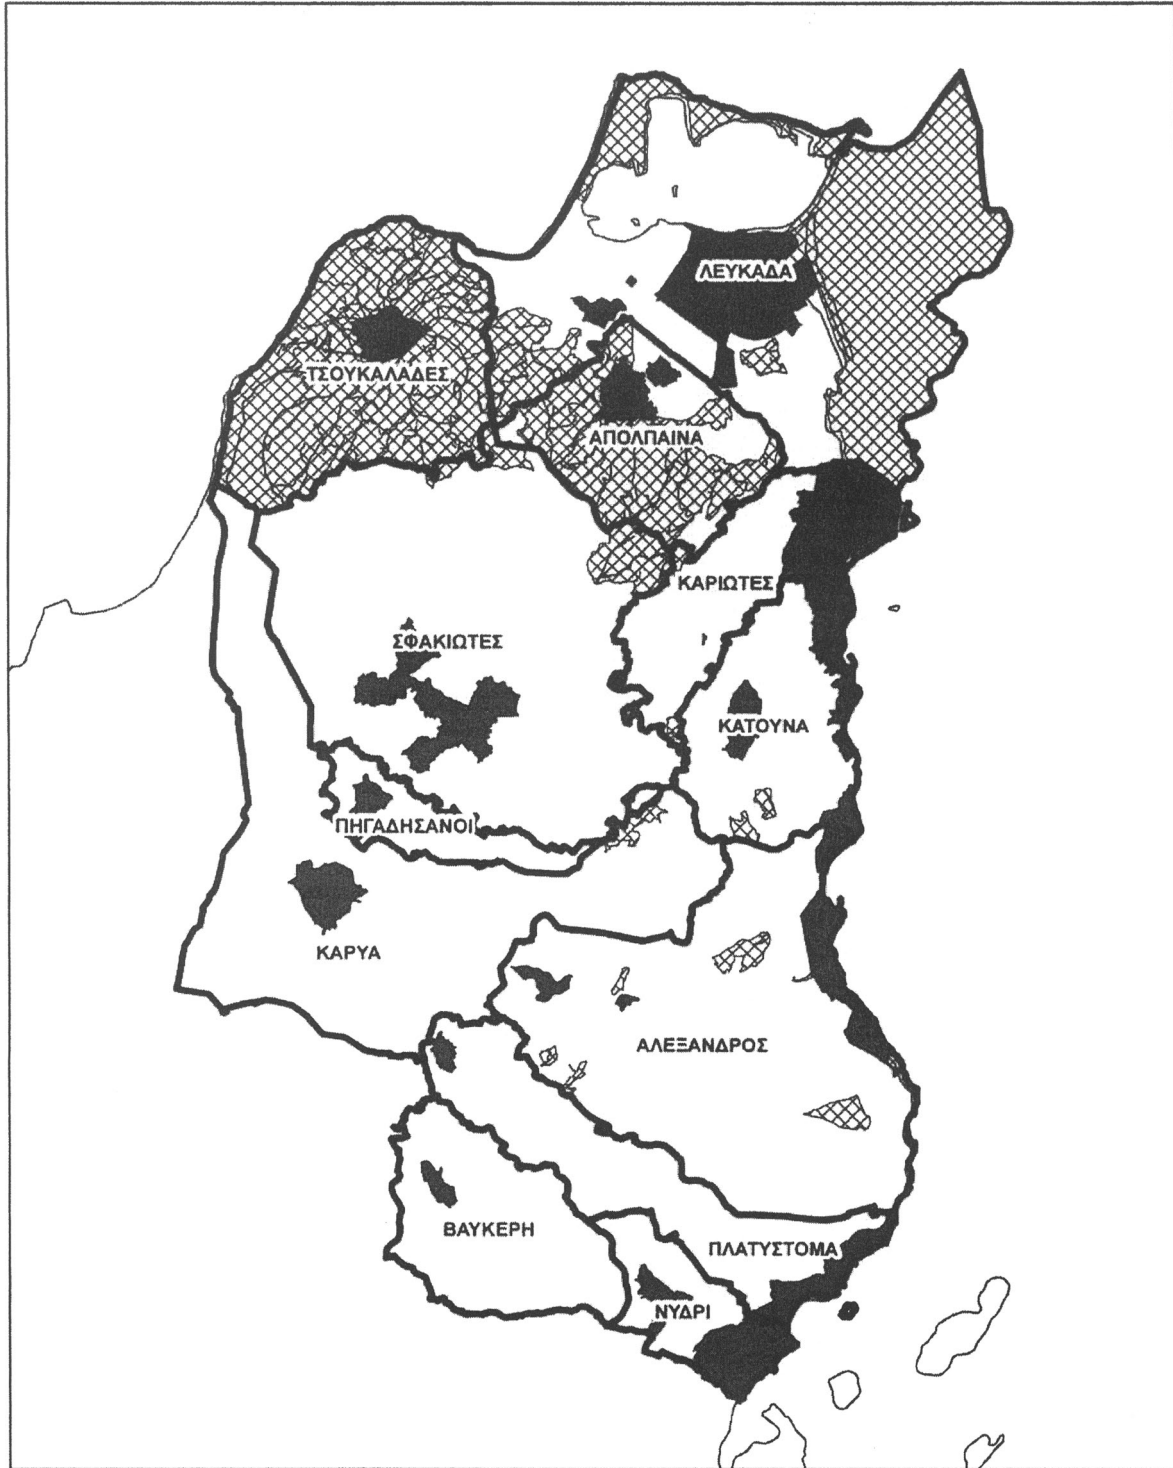 ΛΕΥΚΑΔΑ
ΤΣΟΥΚΑΛΑΔΕΣ
ΑΠΟΛΠΑΙΝΑ
ΚΑΡΙΩΤΕΣ
ΣΦΑΚΙΩΤΕΣ
ΚΑΤΟΥΝΑ
ΠΗΓΑΔΗΣΑΝΟΙ
ΚΑΡΥΑ
ΑΛΕΞΑΝΔΡΟΣ
ΒΑΥΚΕΡΗ
ΠΛΑΤΥΣΤΟΜΑ
ΝΥΔΡΙ